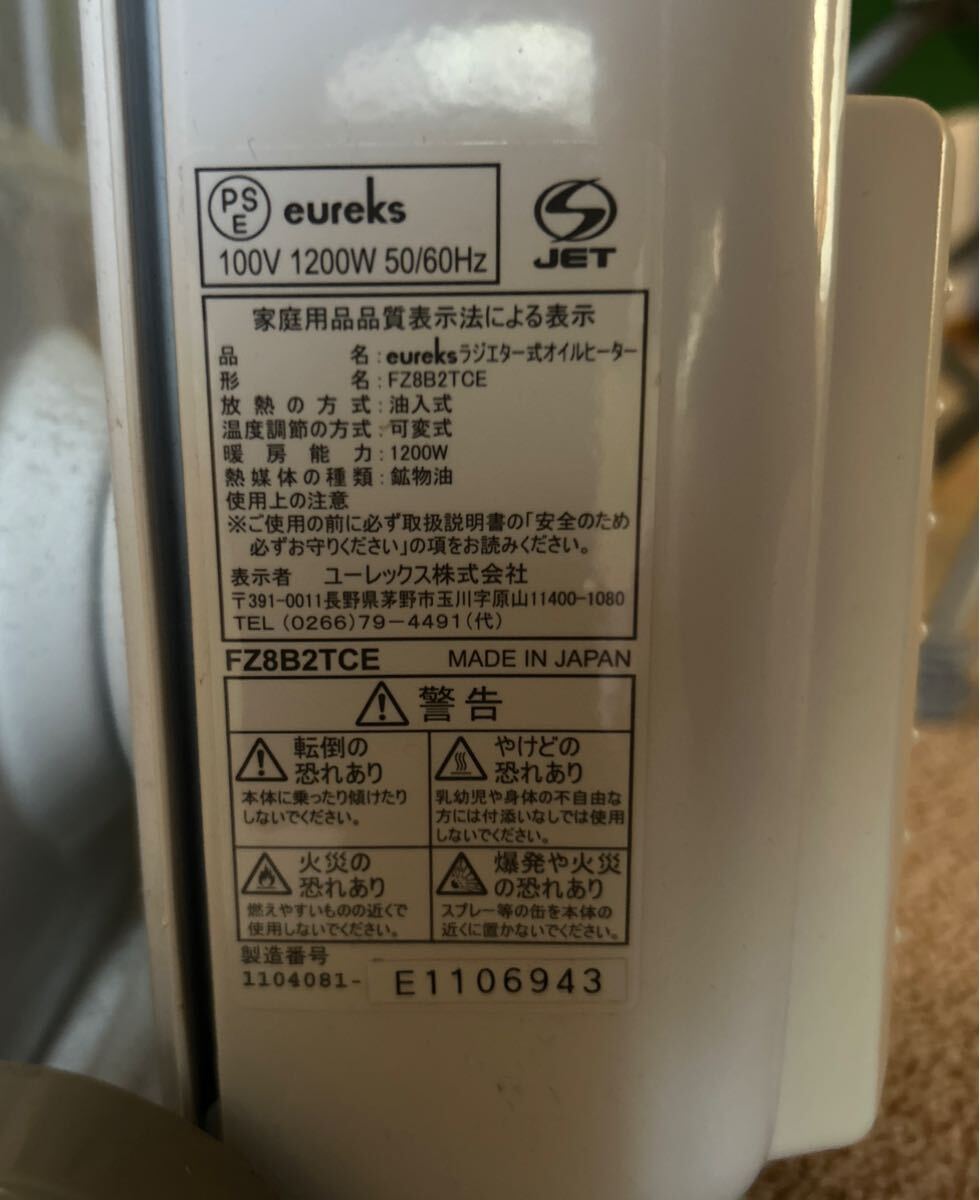 PS
E
eureks
100V 1200W 50/60Hz
JET
家庭用品品質表示法による表示
品名:eureksラジエター式オイルヒーター
形名:FZ8B2TCE
放熱の方式:油入式
温度調節の方式:可変式
暖房能力:1200W
熱媒体の種類:鉱物油
使用上の注意
※ご使用の前に必ず取扱説明書の「安全のため
必ずお守りください」の項をお読みください。
表示者 ユーレックス株式会社
〒391-0011長野県茅野市玉川字原山11400-1080
TEL(0266)79-4491(代)
FZ8B2TCE MADE IN JAPAN
警告
転倒の
恐れあり
本体に乗ったり傾けたり
しないでください。
やけどの
恐れあり
乳幼児や身体の不自由な
方には付添いなしでは使用
しないでください。
火災の
恐れあり
燃えやすいものの近くで
使用しないでください。
爆発や火災
の恐れあり
スプレー等の缶を本体の
近くに置かないでください。
製造番号
1104081- E1106943